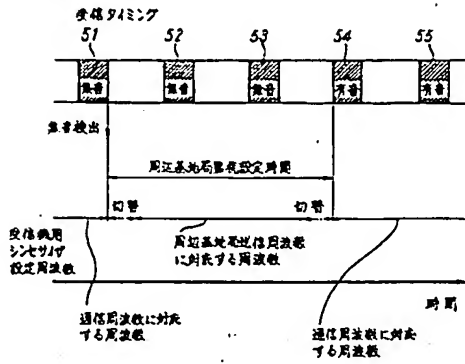 受信タイミング
51 52 53 54 55
無音 無音 無音 有音 有音
無音検出
周辺基地局監視設定時間
切替 切替
受信機用
シンセサイザ
設定周波数
周辺基地局送信周波数
に対応する周波数
時間
通信周波数に対応
する周波数
通信周波数に対応
する周波数